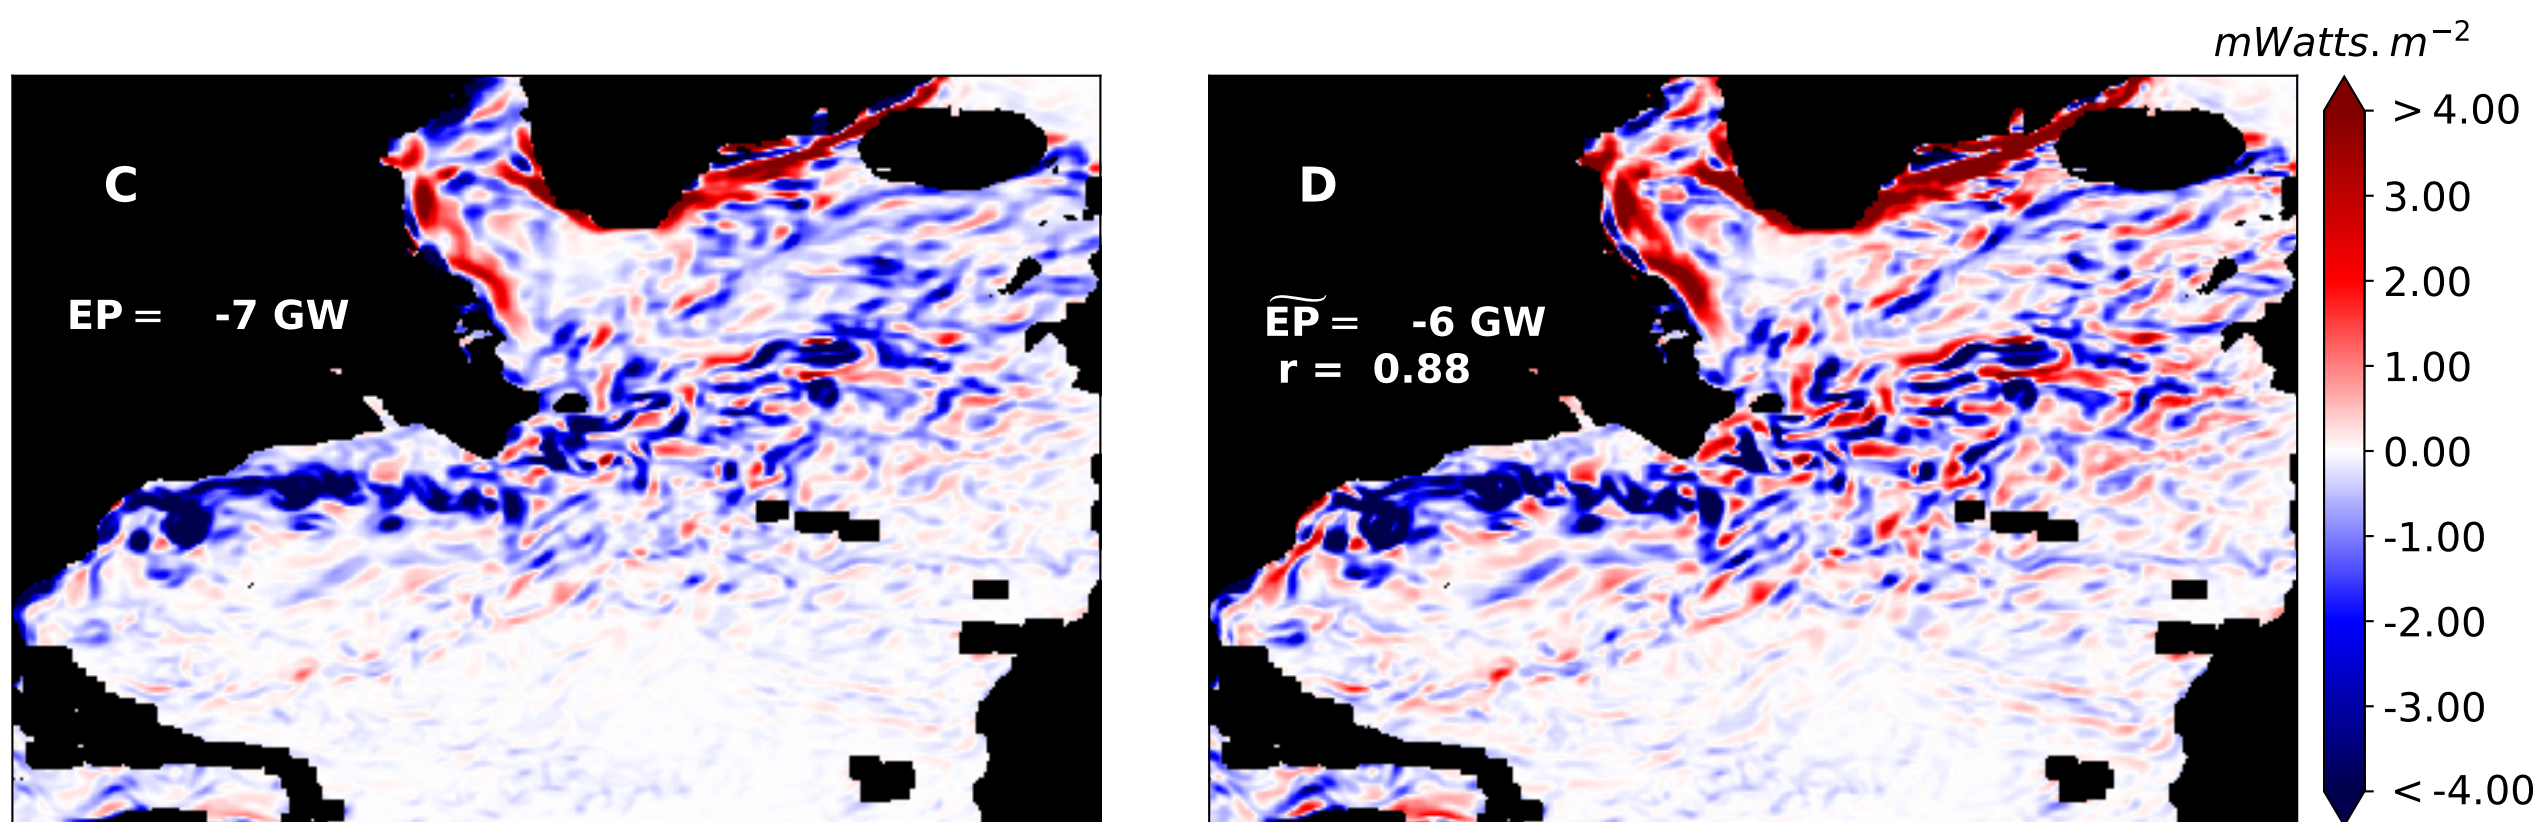 mWatts. m⁻²
C
EP = -7 GW
D
E͠P = -6 GW
r = 0.88
> 4.00
3.00
2.00
1.00
0.00
-1.00
-2.00
-3.00
< -4.00